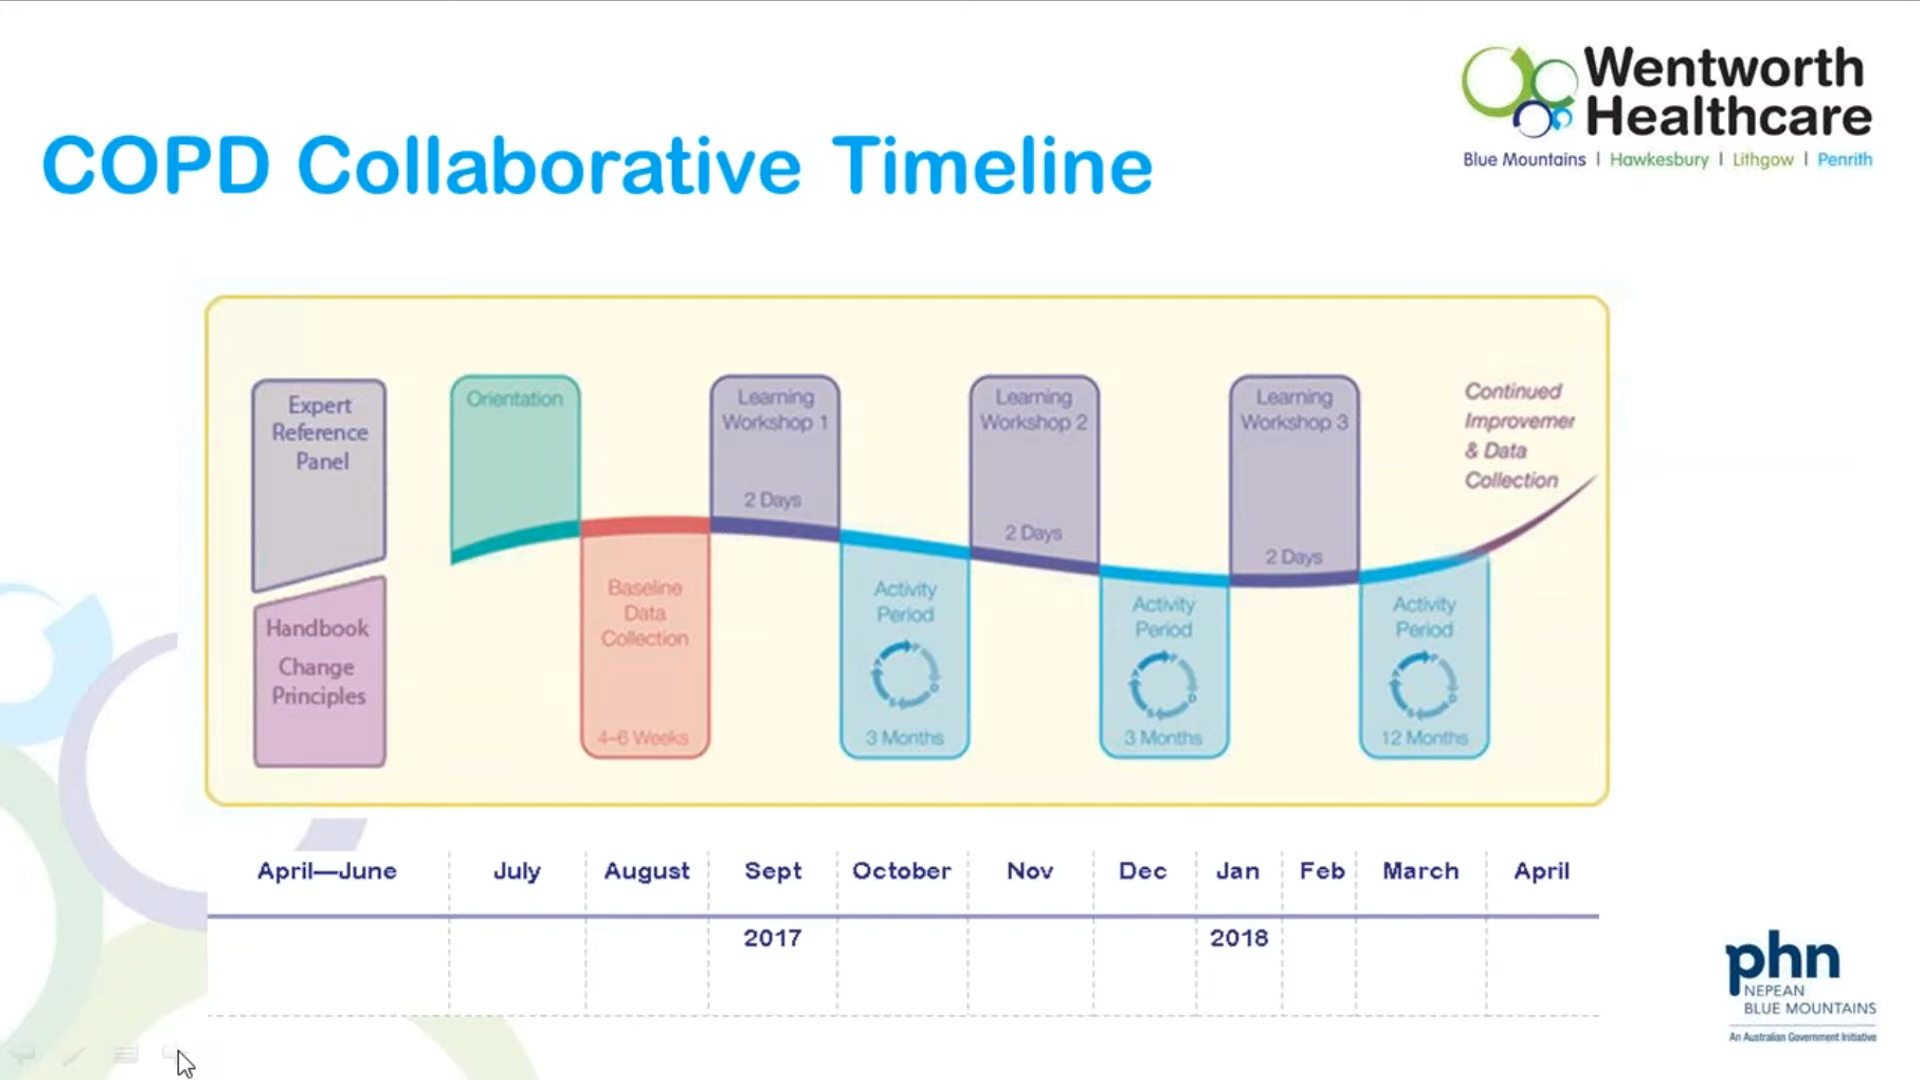 Wentworth
Healthcare
Blue Mountains | Hawkesbury | Lithgow | Penrith
COPD Collaborative Timeline
Expert
Reference
Panel
Handbook
Change
Principles
Orientation
Baseline
Data
Collection
4–6 Weeks
Learning
Workshop 1
2 Days
Activity
Period
3 Months
Learning
Workshop 2
2 Days
Activity
Period
3 Months
Learning
Workshop 3
2 Days
Activity
Period
12 Months
Continued
Improvemer
& Data
Collection
April—June July August Sept October Nov Dec Jan Feb March April
2017 2018
phn
NEPEAN
BLUE MOUNTAINS
An Australian Government Initiative